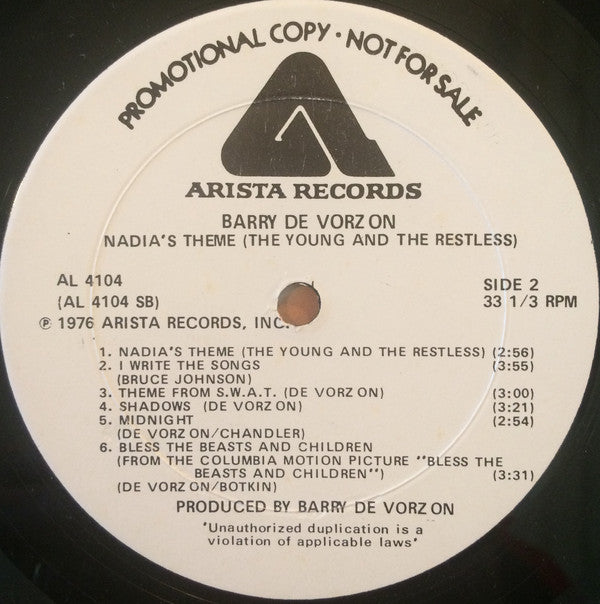 PROMOTIONAL COPY · NOT FOR SALE
ARISTA RECORDS
BARRY DE VORZON
NADIA'S THEME (THE YOUNG AND THE RESTLESS)
AL 4104
(AL 4104 SB)
℗ 1976 ARISTA RECORDS, INC.
SIDE 2
33 1/3 RPM
1. NADIA'S THEME (THE YOUNG AND THE RESTLESS) (2:56)
2. I WRITE THE SONGS (3:55)
(BRUCE JOHNSON)
3. THEME FROM S.W.A.T. (DE VORZON) (3:00)
4. SHADOWS (DE VORZON) (3:21)
5. MIDNIGHT (2:54)
(DE VORZON/CHANDLER)
6. BLESS THE BEASTS AND CHILDREN
(FROM THE COLUMBIA MOTION PICTURE "BLESS THE
BEASTS AND CHILDREN") (3:31)
(DE VORZON/BOTKIN)
PRODUCED BY BARRY DE VORZON
'Unauthorized duplication is a
violation of applicable laws'